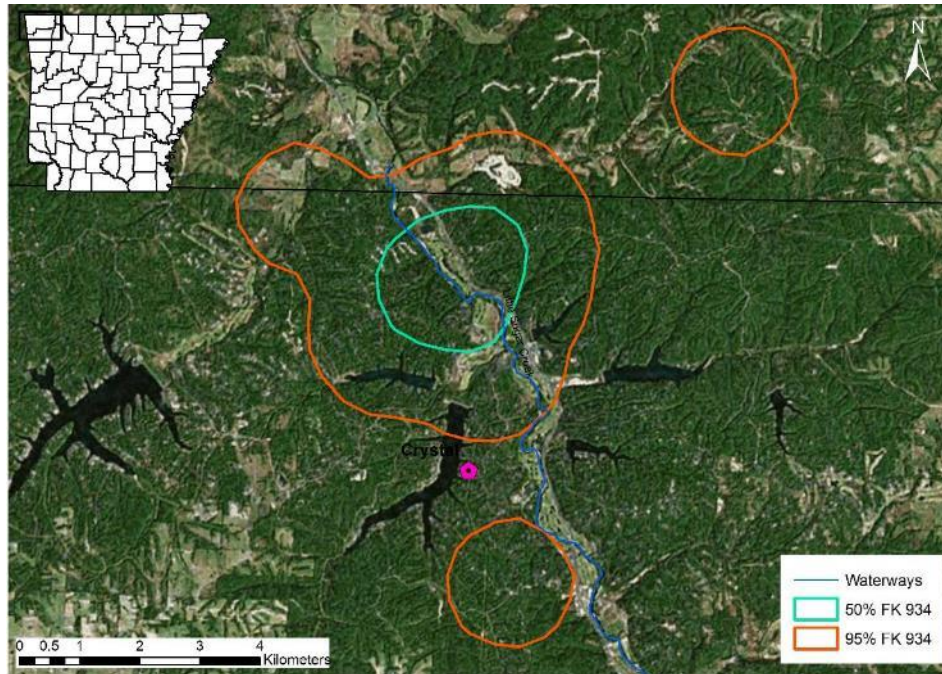 N
Crystal
Waterways
50% FK 934
95% FK 934
0 0.5 1 2 3 4
Kilometers